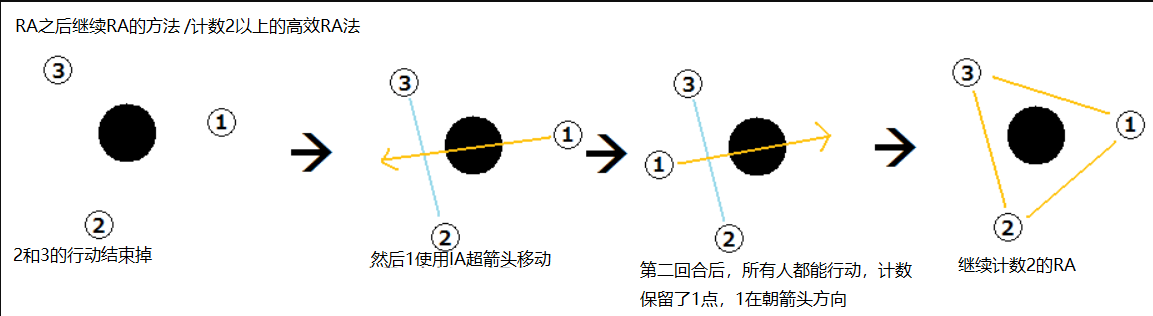 RA之后继续RA的方法 /计数2以上的高效RA法
③
①
②
2和3的行动结束掉
③
①
②
然后1使用IA超箭头移动
③
①
②
第二回合后，所有人都能行动，计数
保留了1点，1在朝箭头方向
③
①
②
继续计数2的RA